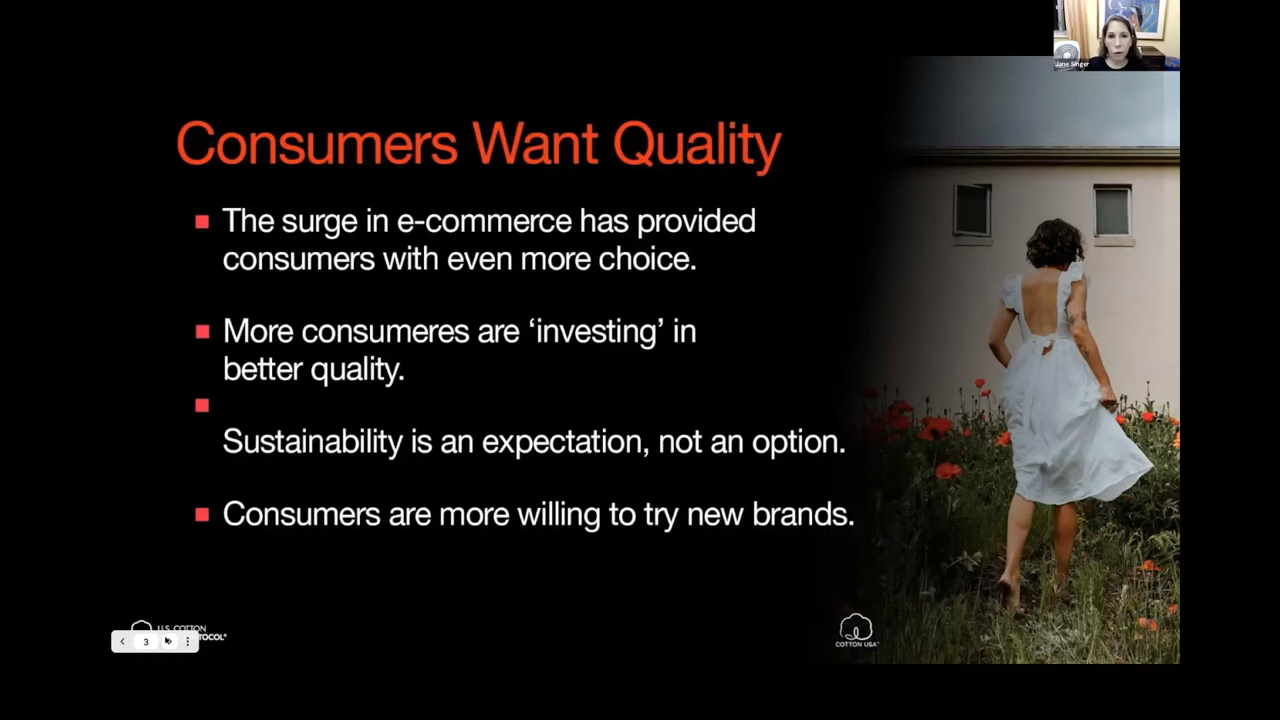 Jane Singer
Consumers Want Quality
The surge in e-commerce has provided
consumers with even more choice.
More consumeres are ‘investing’ in
better quality.
Sustainability is an expectation, not an option.
Consumers are more willing to try new brands.
U.S. COTTON
TOCOL®
3
COTTON USA™